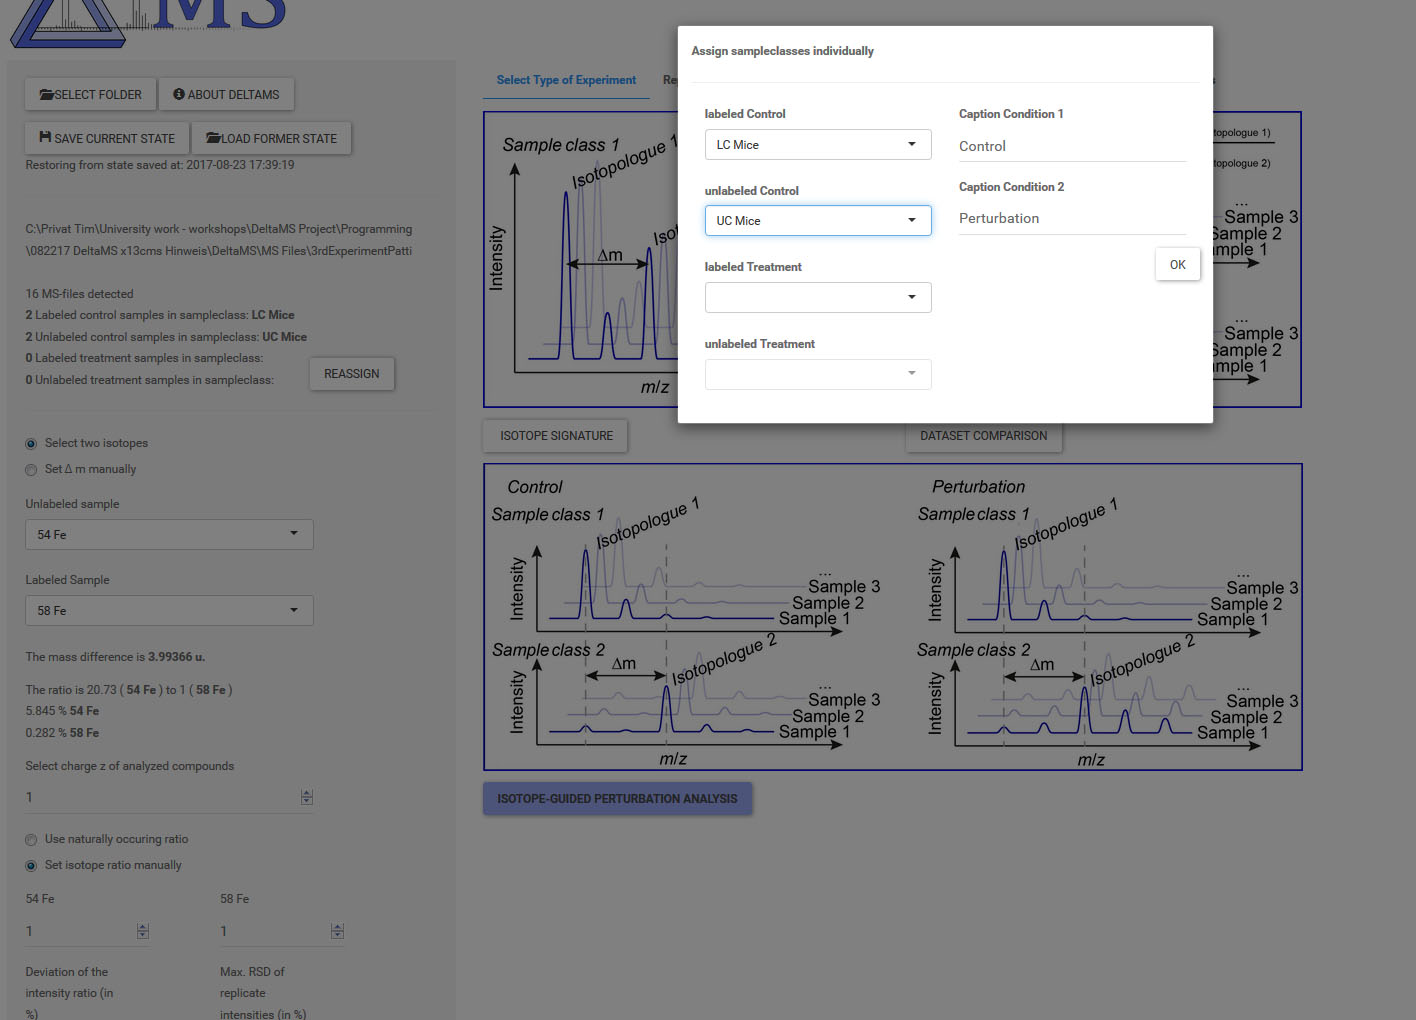 MS
SELECT FOLDER
ABOUT DELTAMS
SAVE CURRENT STATE
LOAD FORMER STATE
Restoring from state saved at: 2017-08-23 17:39:19
C:\Privat Tim\University work - workshops\DeltaMS Project\Programming
\082217 DeltaMS x13cms Hinweis\DeltaMS\MS Files\3rdExperimentPatti
16 MS-files detected
2 Labeled control samples in sampleclass: LC Mice
2 Unlabeled control samples in sampleclass: UC Mice
0 Labeled treatment samples in sampleclass:
0 Unlabeled treatment samples in sampleclass:
REASSIGN
Select two isotopes
Set Δ m manually
Unlabeled sample
54 Fe
Labeled Sample
58 Fe
The mass difference is 3.99366 u.
The ratio is 20.73 ( 54 Fe ) to 1 ( 58 Fe )
5.845 % 54 Fe
0.282 % 58 Fe
Select charge z of analyzed compounds
1
Use naturally occuring ratio
Set isotope ratio manually
54 Fe
58 Fe
1
1
Deviation of the
intensity ratio (in
%)
Max. RSD of
replicate
intensities (in %)
Select Type of Experiment
Sample class 1
Isotopologue 1
Intensity
Δm
m/z
topologue 1)
topologue 2)
...
Sample 3
Sample 2
mple 1
...
Sample 3
Sample 2
mple 1
Assign sampleclasses individually
labeled Control
LC Mice
unlabeled Control
UC Mice
labeled Treatment
unlabeled Treatment
Caption Condition 1
Control
Caption Condition 2
Perturbation
OK
ISOTOPE SIGNATURE
DATASET COMPARISON
Control
Sample class 1
Isotopologue 1
Intensity
...
Sample 3
Sample 2
Sample 1
Sample class 2
Isotopologue 2
Δm
Intensity
...
Sample 3
Sample 2
Sample 1
m/z
Perturbation
Sample class 1
Isotopologue 1
Intensity
...
Sample 3
Sample 2
Sample 1
Sample class 2
Isotopologue 2
Δm
Intensity
...
Sample 3
Sample 2
Sample 1
m/z
ISOTOPE-GUIDED PERTURBATION ANALYSIS